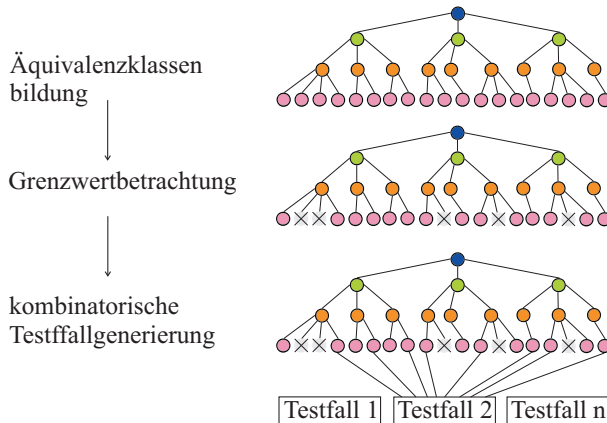 Äquivalenzklassen
bildung
Grenzwertbetrachtung
kombinatorische
Testffallgenerierung
Testfall 1 Testfall 2 Testfall n